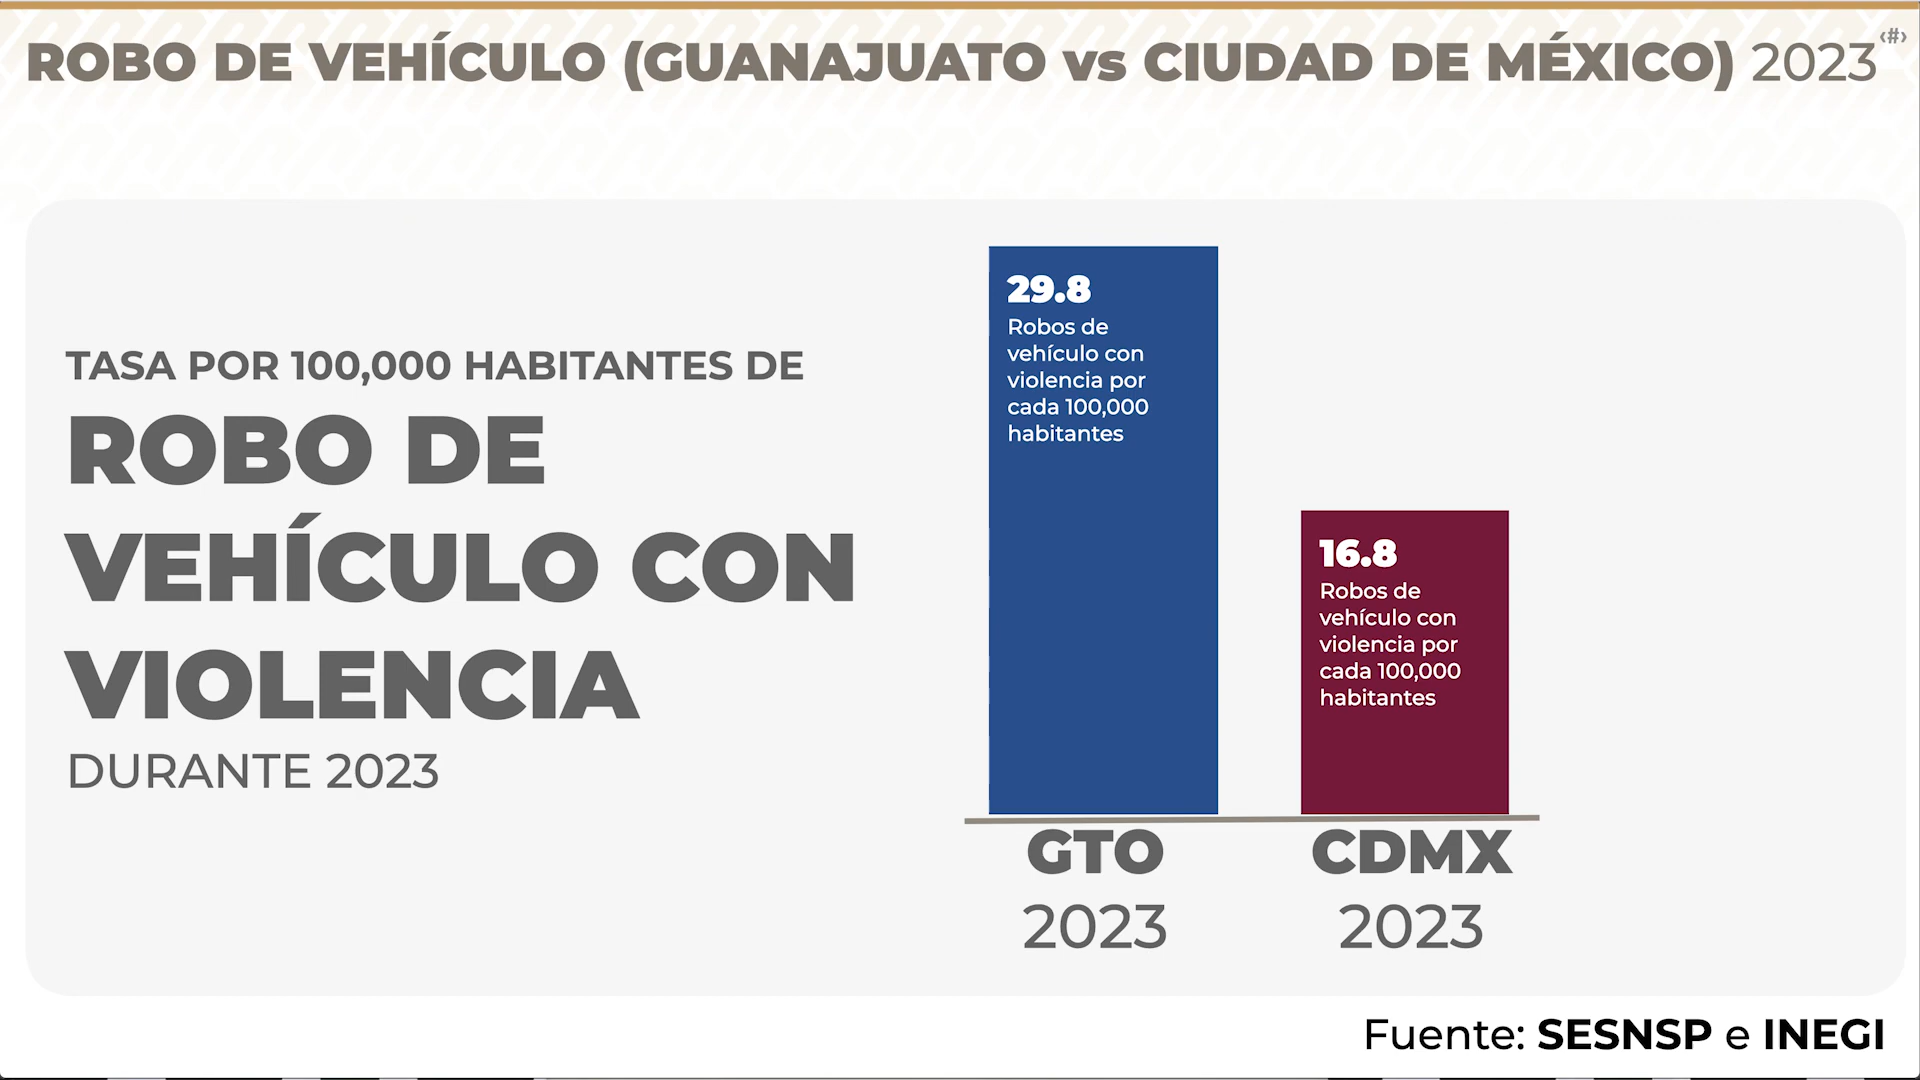 ROBO DE VEHÍCULO (GUANAJUATO vs CIUDAD DE MÉXICO) 2023
‹#›
TASA POR 100,000 HABITANTES DE
ROBO DE
VEHÍCULO CON
VIOLENCIA
DURANTE 2023
29.8
Robos de
vehículo con
violencia por
cada 100,000
habitantes
16.8
Robos de
vehículo con
violencia por
cada 100,000
habitantes
GTO
2023
CDMX
2023
Fuente: SESNSP e INEGI